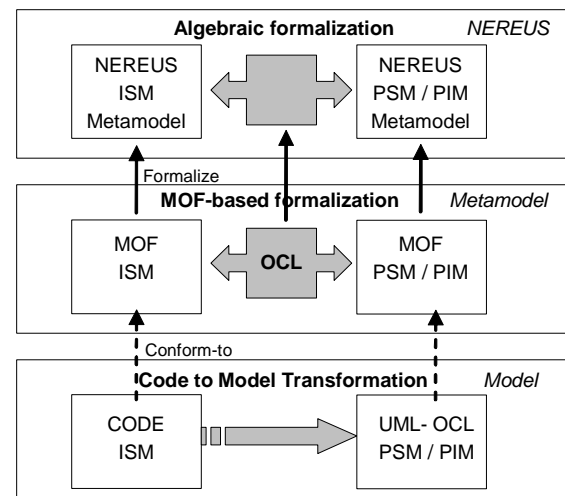 Algebraic formalization NEREUS
NEREUS NEREUS
ISM PSM / PIM
Metamodel Metamodel
Formalize
MOF-based formalization Metamodel
MOF OCL MOF
ISM PSM / PIM
Conform-to
Code to Model Transformation Model
CODE UML- OCL
ISM PSM / PIM